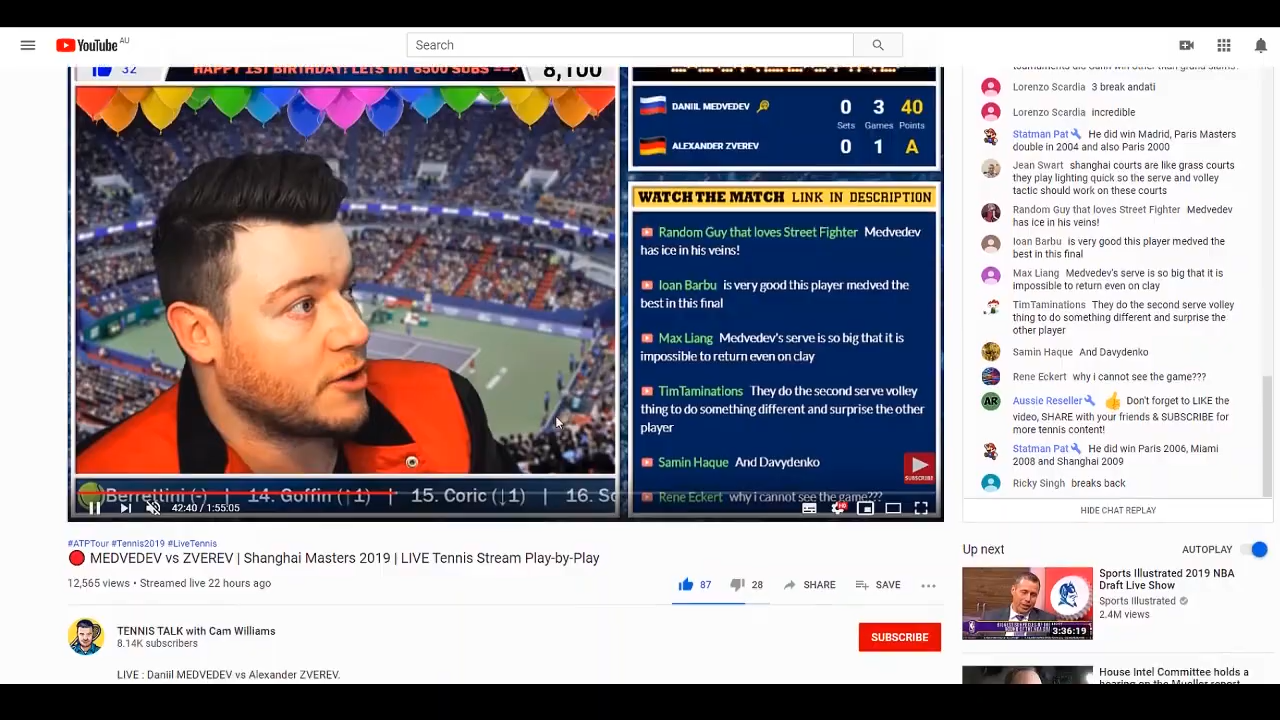 YouTube AU
Search
32
HAPPY 1ST BIRTHDAY! LETS HIT 8500 SUBS ==>
8,100
DANIIL MEDVEDEV 0 3 40
Sets Games Points
ALEXANDER ZVEREV 0 1 A
WATCH THE MATCH LINK IN DESCRIPTION
Random Guy that loves Street Fighter Medvedev
has ice in his veins!
Ioan Barbu is very good this player medved the
best in this final
Max Liang Medvedev's serve is so big that it is
impossible to return even on clay
TimTaminations They do the second serve volley
thing to do something different and surprise the other
player
Samin Haque And Davydenko
SUBSCRIBE
Rene Eckert why i cannot see the game???
Berrettini (-) | 14. Goffin (↑1) | 15. Coric (↓1) | 16. So
42:40 / 1:55:05
HD
#ATPTour #Tennis2019 #LiveTennis
MEDVEDEV vs ZVEREV | Shanghai Masters 2019 | LIVE Tennis Stream Play-by-Play
12,565 views • Streamed live 22 hours ago
87 28 SHARE SAVE
TENNIS TALK with Cam Williams
8.14K subscribers
SUBSCRIBE
LIVE : Daniil MEDVEDEV vs Alexander ZVEREV.
Lorenzo Scardia 3 break andati
Lorenzo Scardia incredible
Statman Pat He did win Madrid, Paris Masters
double in 2004 and also Paris 2000
Jean Swart shanghai courts are like grass courts
they play lighting quick so the serve and volley
tactic should work on these courts
Random Guy that loves Street Fighter Medvedev
has ice in his veins!
Ioan Barbu is very good this player medved the
best in this final
Max Liang Medvedev's serve is so big that it is
impossible to return even on clay
TimTaminations They do the second serve volley
thing to do something different and surprise the
other player
Samin Haque And Davydenko
Rene Eckert why i cannot see the game???
AR Aussie Reseller Don't forget to LIKE the
video, SHARE with your friends & SUBSCRIBE for
more tennis content!
Statman Pat He did win Paris 2006, Miami
2008 and Shanghai 2009
Ricky Singh breaks back
HIDE CHAT REPLAY
Up next
AUTOPLAY
3:36:19
Sports Illustrated 2019 NBA
Draft Live Show
Sports Illustrated
2.4M views
House Intel Committee holds a
hearing on the Mueller report